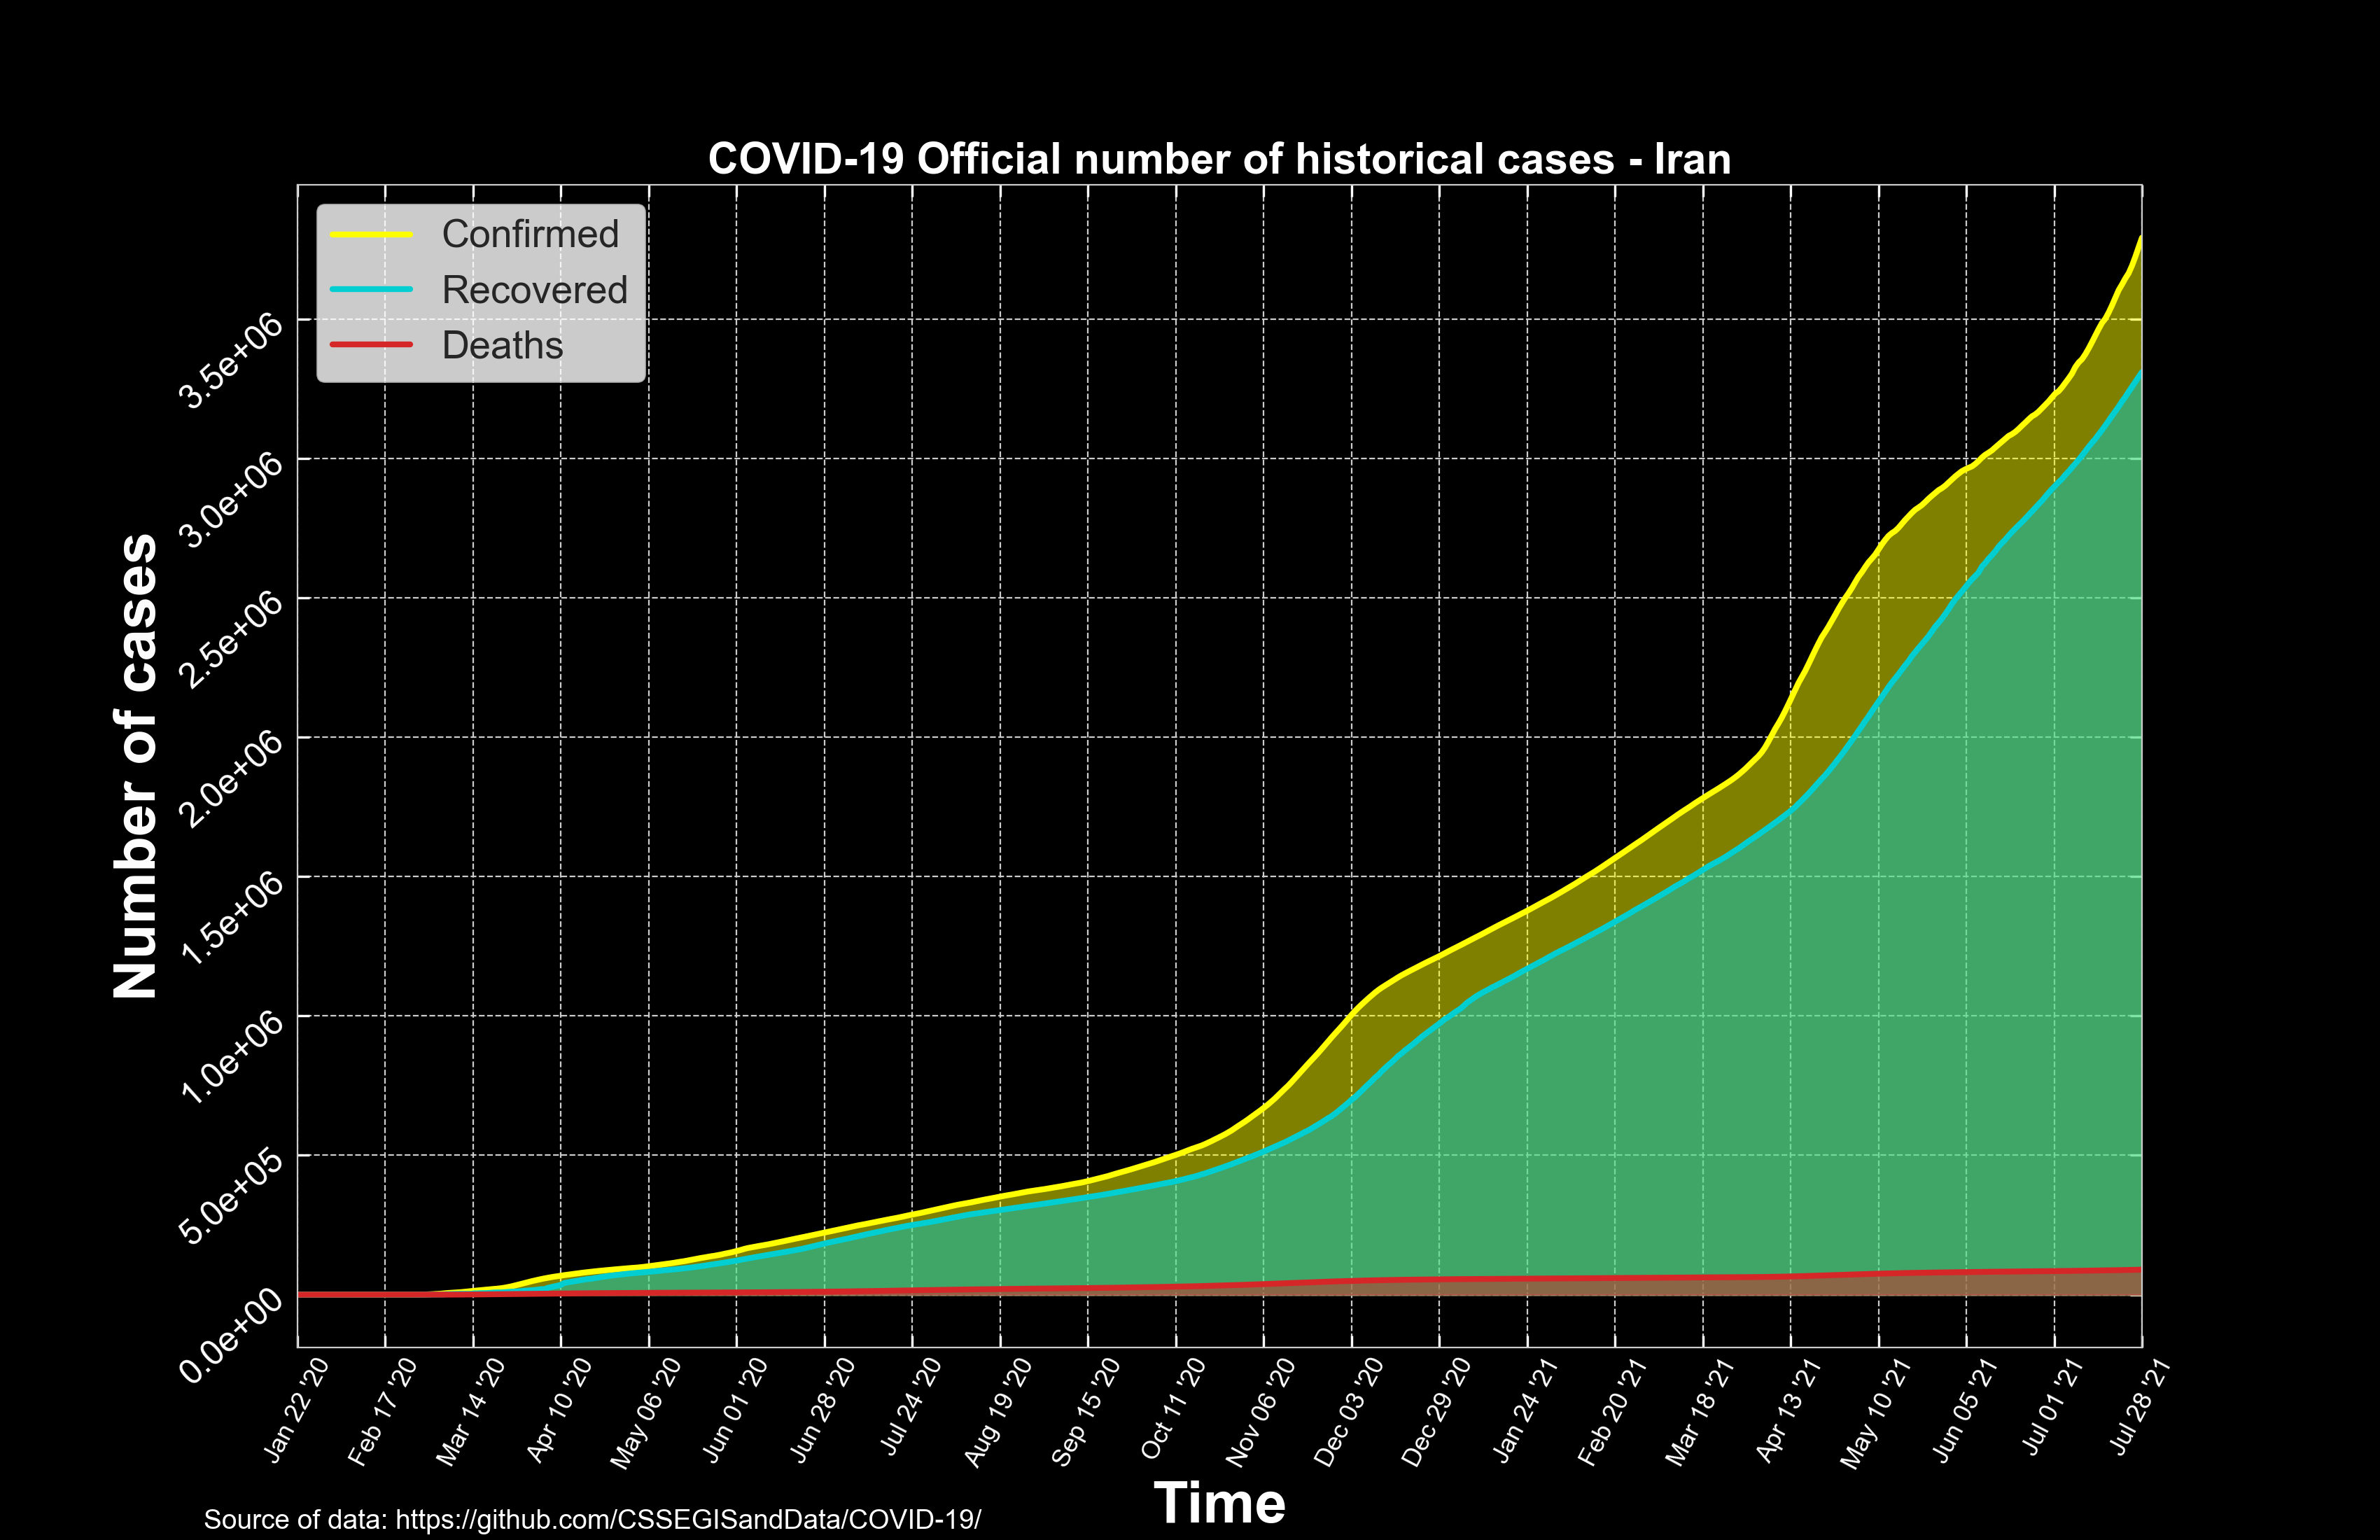 COVID-19 Official number of historical cases - Iran
Confirmed
Recovered
Deaths
Number of cases
3.5e+06
3.0e+06
2.5e+06
2.0e+06
1.5e+06
1.0e+06
5.0e+05
0.0e+00
Jan 22 '20
Feb 17 '20
Mar 14 '20
Apr 10 '20
May 06 '20
Jun 01 '20
Jun 28 '20
Jul 24 '20
Aug 19 '20
Sep 15 '20
Oct 11 '20
Nov 06 '20
Dec 03 '20
Dec 29 '20
Jan 24 '21
Feb 20 '21
Mar 18 '21
Apr 13 '21
May 10 '21
Jun 05 '21
Jul 01 '21
Jul 28 '21
Time
Source of data: https://github.com/CSSEGISandData/COVID-19/